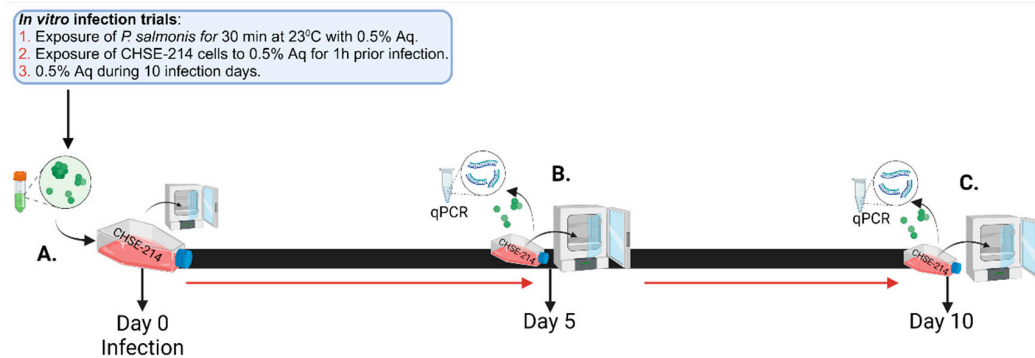 In vitro infection trials:
1. Exposure of P. salmonis for 30 min at 23⁰C with 0.5% Aq.
2. Exposure of CHSE-214 cells to 0.5% Aq for 1h prior infection.
3. 0.5% Aq during 10 infection days.
A.
CHSE-214
Day 0
Infection
qPCR
B.
CHSE-214
Day 5
qPCR
C.
CHSE-214
Day 10